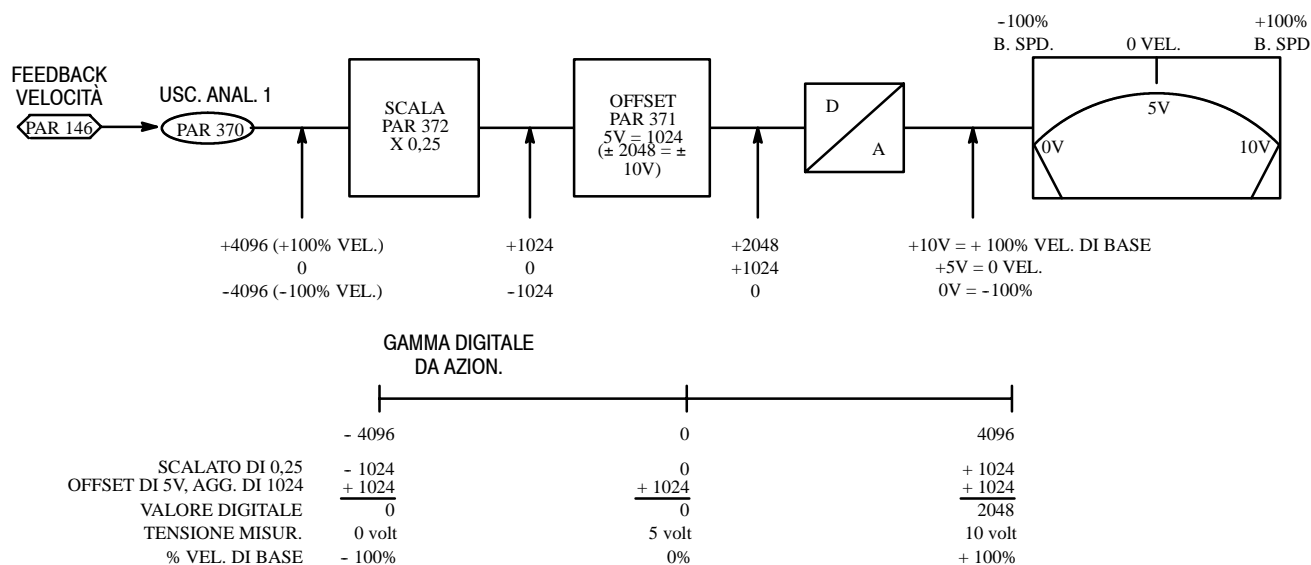 -100%
B. SPD.
0 VEL.
+100%
B. SPD
FEEDBACK
VELOCITÀ
PAR 146
USC. ANAL. 1
PAR 370
SCALA
PAR 372
X 0,25
OFFSET
PAR 371
5V = 1024
(± 2048 = ±
10V)
D
A
0V
5V
10V
+4096 (+100% VEL.)
0
-4096 (-100% VEL.)
+1024
0
-1024
+2048
+1024
0
+10V = + 100% VEL. DI BASE
+5V = 0 VEL.
0V = -100%
GAMMA DIGITALE
DA AZION.
- 4096 0 4096
SCALATO DI 0,25 - 1024 0 + 1024
OFFSET DI 5V, AGG. DI 1024 + 1024 + 1024 + 1024
VALORE DIGITALE 0 0 2048
TENSIONE MISUR. 0 volt 5 volt 10 volt
% VEL. DI BASE - 100% 0% + 100%